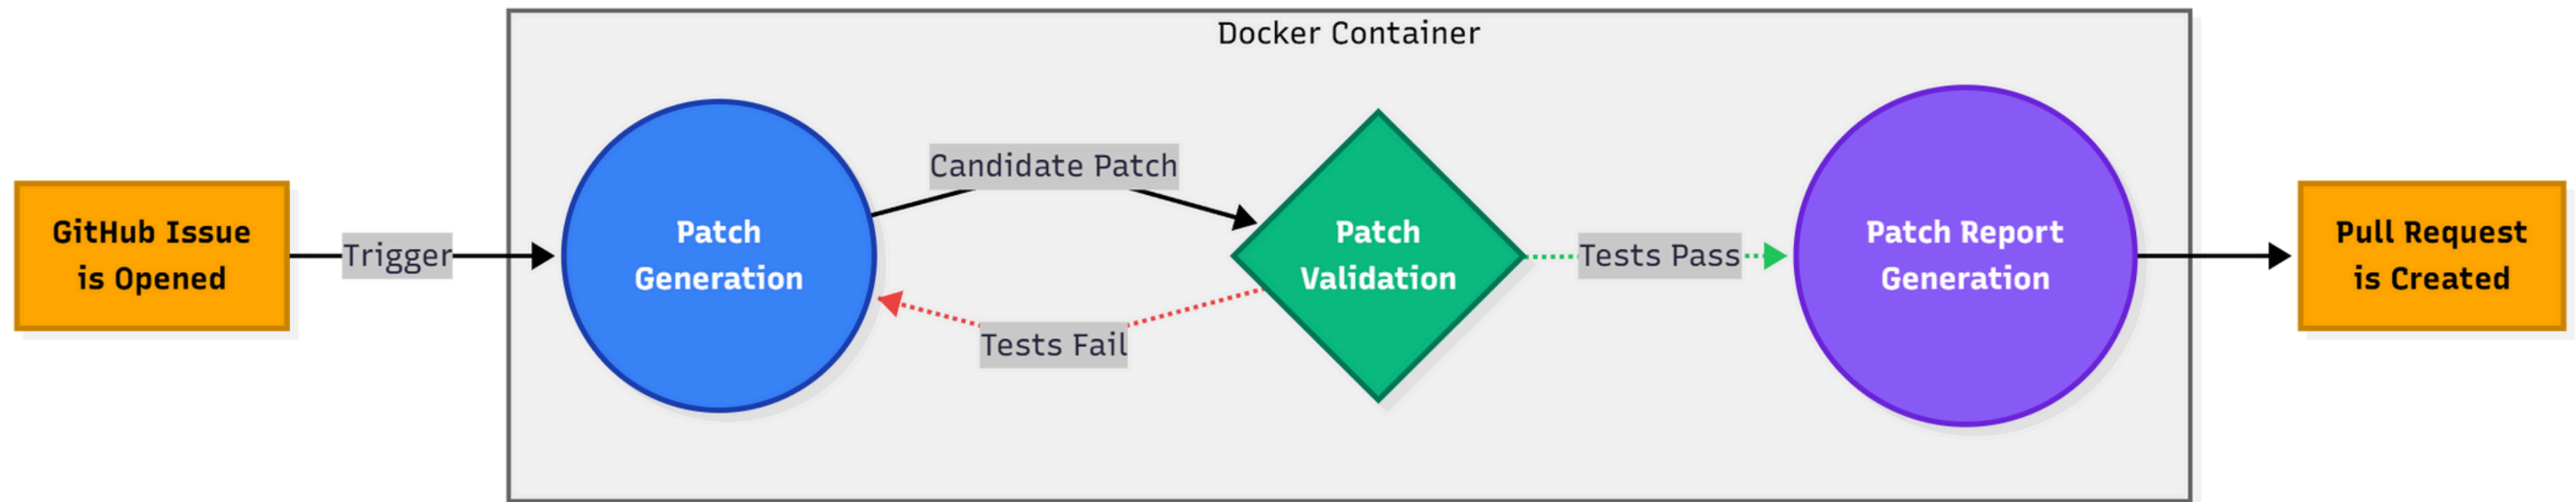 Docker Container
GitHub Issue
is Opened
Trigger
Patch
Generation
Candidate Patch
Tests Fail
Patch
Validation
Tests Pass
Patch Report
Generation
Pull Request
is Created